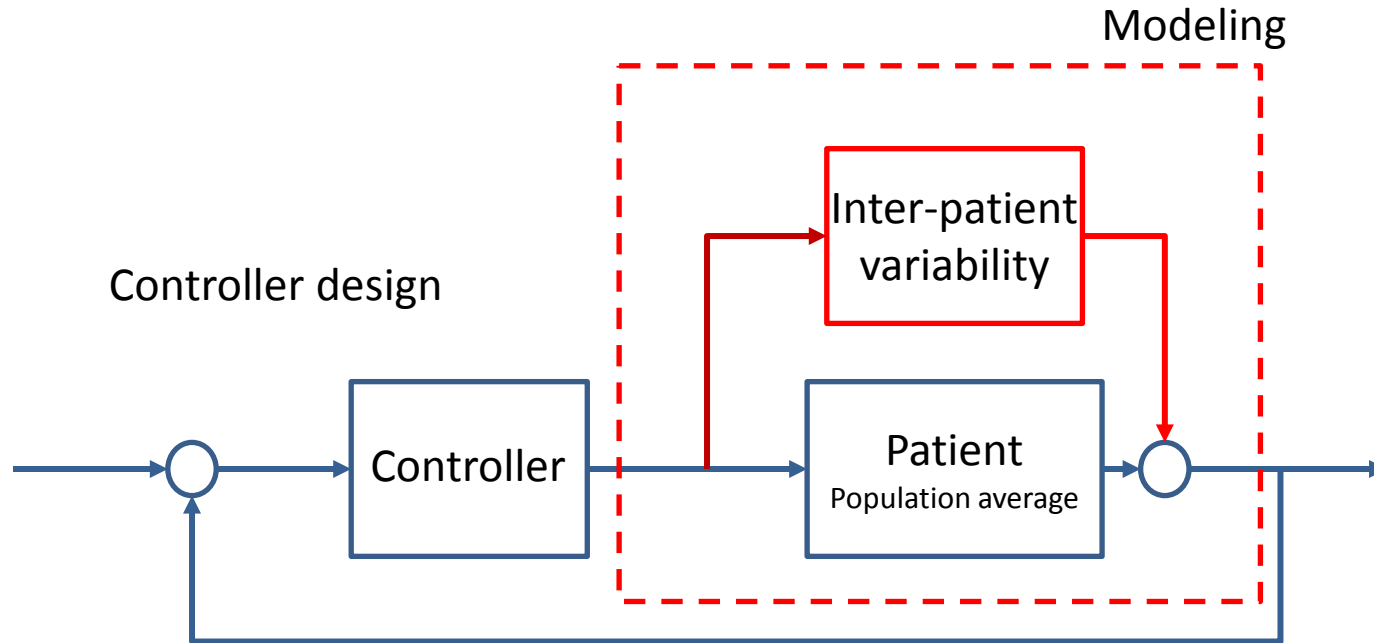 Modeling
Inter-patient
variability
Controller design
Controller
Patient
Population average